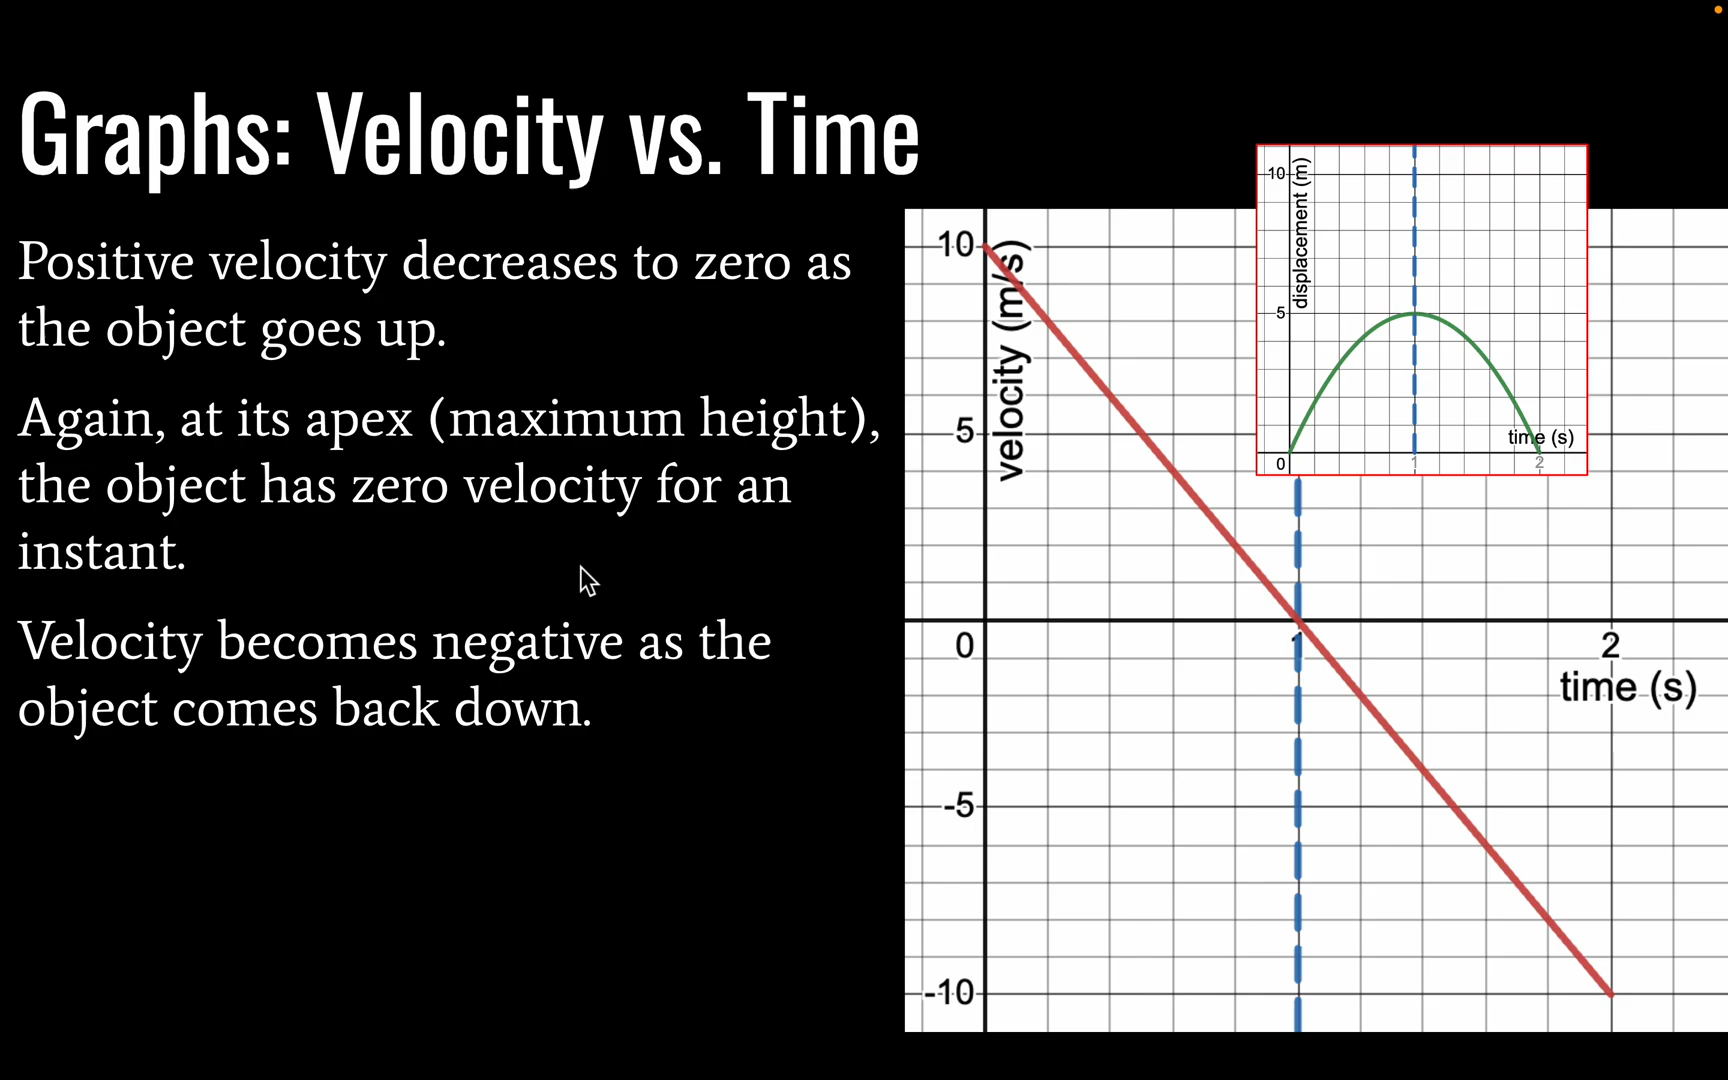 Graphs: Velocity vs. Time
Positive velocity decreases to zero as
the object goes up.
Again, at its apex (maximum height),
the object has zero velocity for an
instant.
Velocity becomes negative as the
object comes back down.
10
5
0
-5
-10
velocity (m/s)
1
2
time (s)
10
5
0
displacement (m)
time (s)
1
2